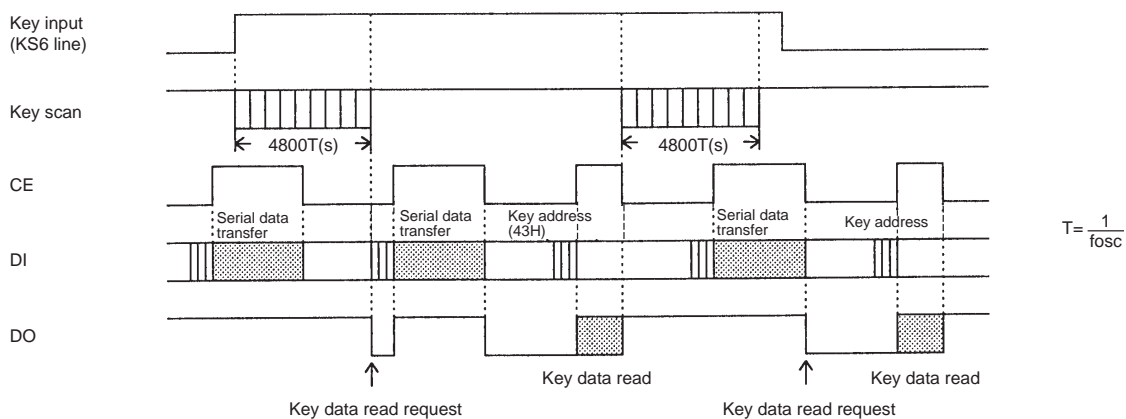 Key input
(KS6 line)
Key scan
4800T(s)
4800T(s)
CE
Serial data
transfer
Serial data
transfer
Key address
(43H)
Serial data
transfer
Key address
T= 1
fosc
DI
DO
Key data read
Key data read
Key data read request
Key data read request